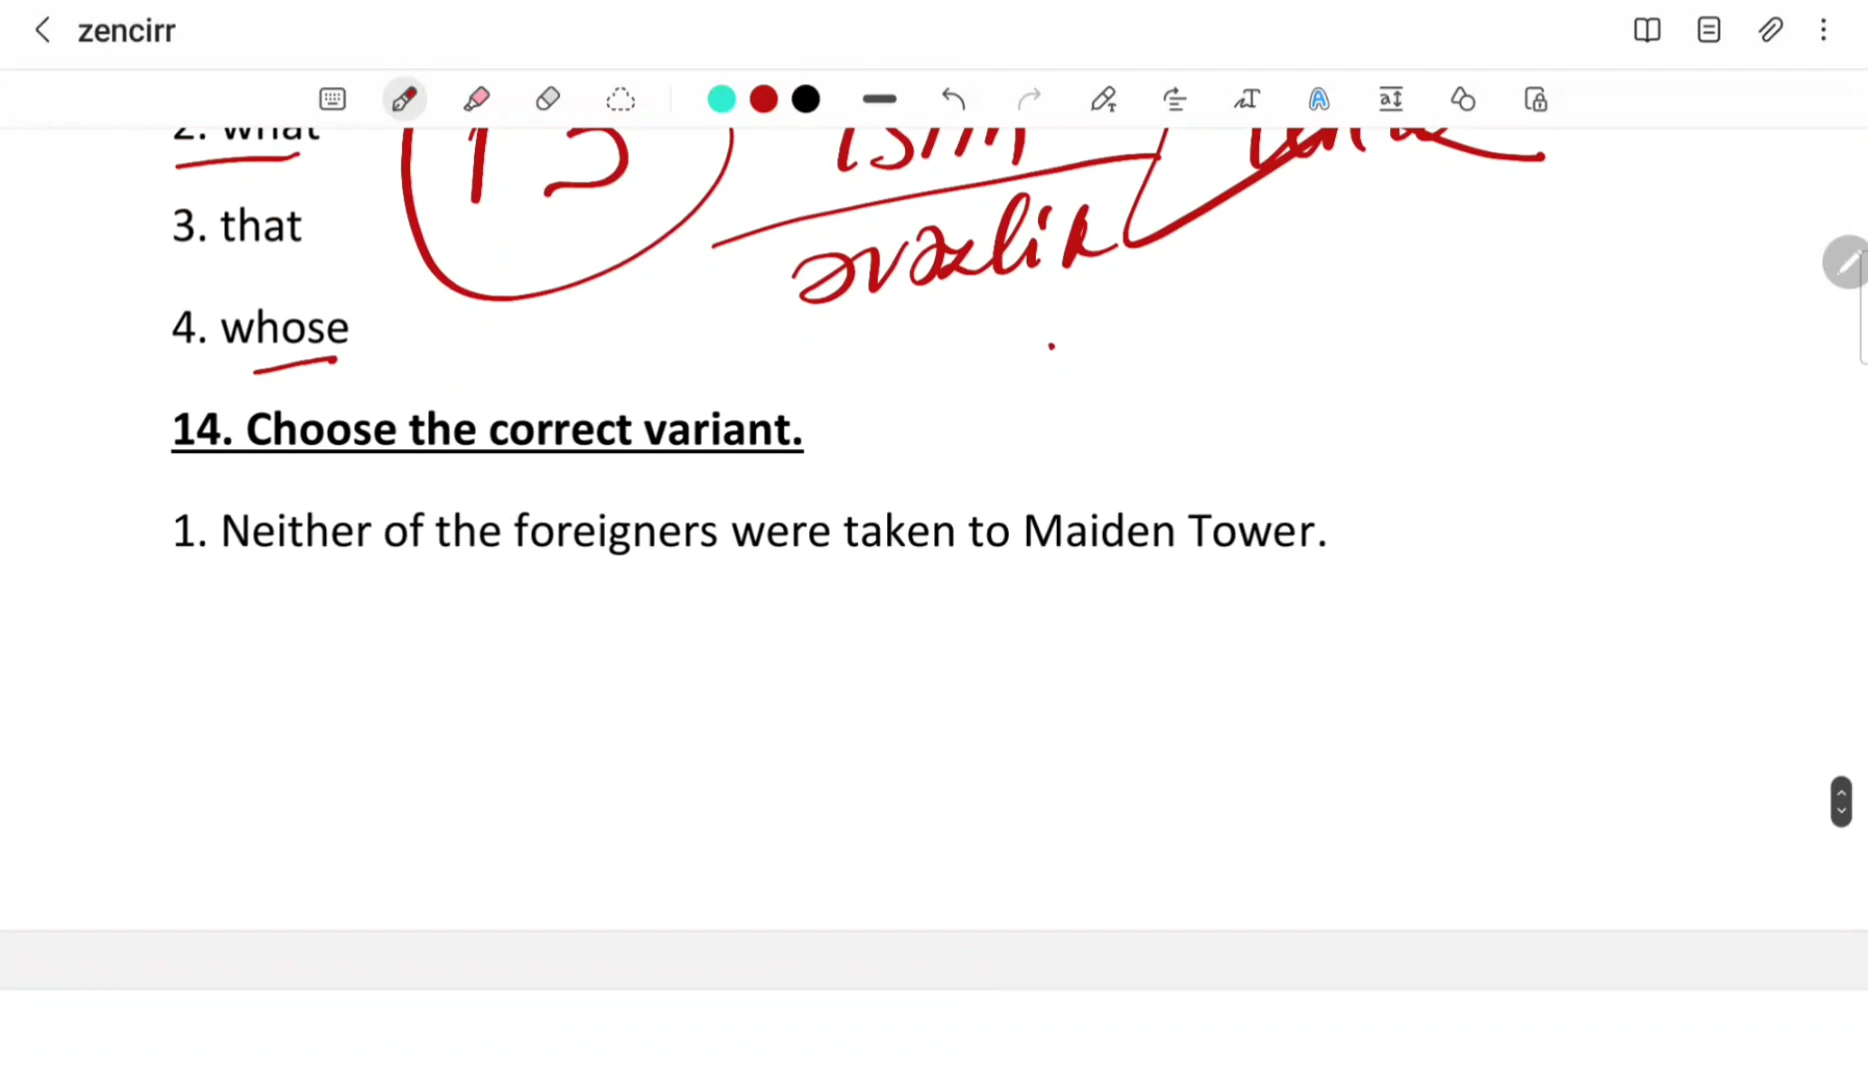 zencirr
2. what
13 isim
3. that
əvəzlik
4. whose
14. Choose the correct variant.
1. Neither of the foreigners were taken to Maiden Tower.